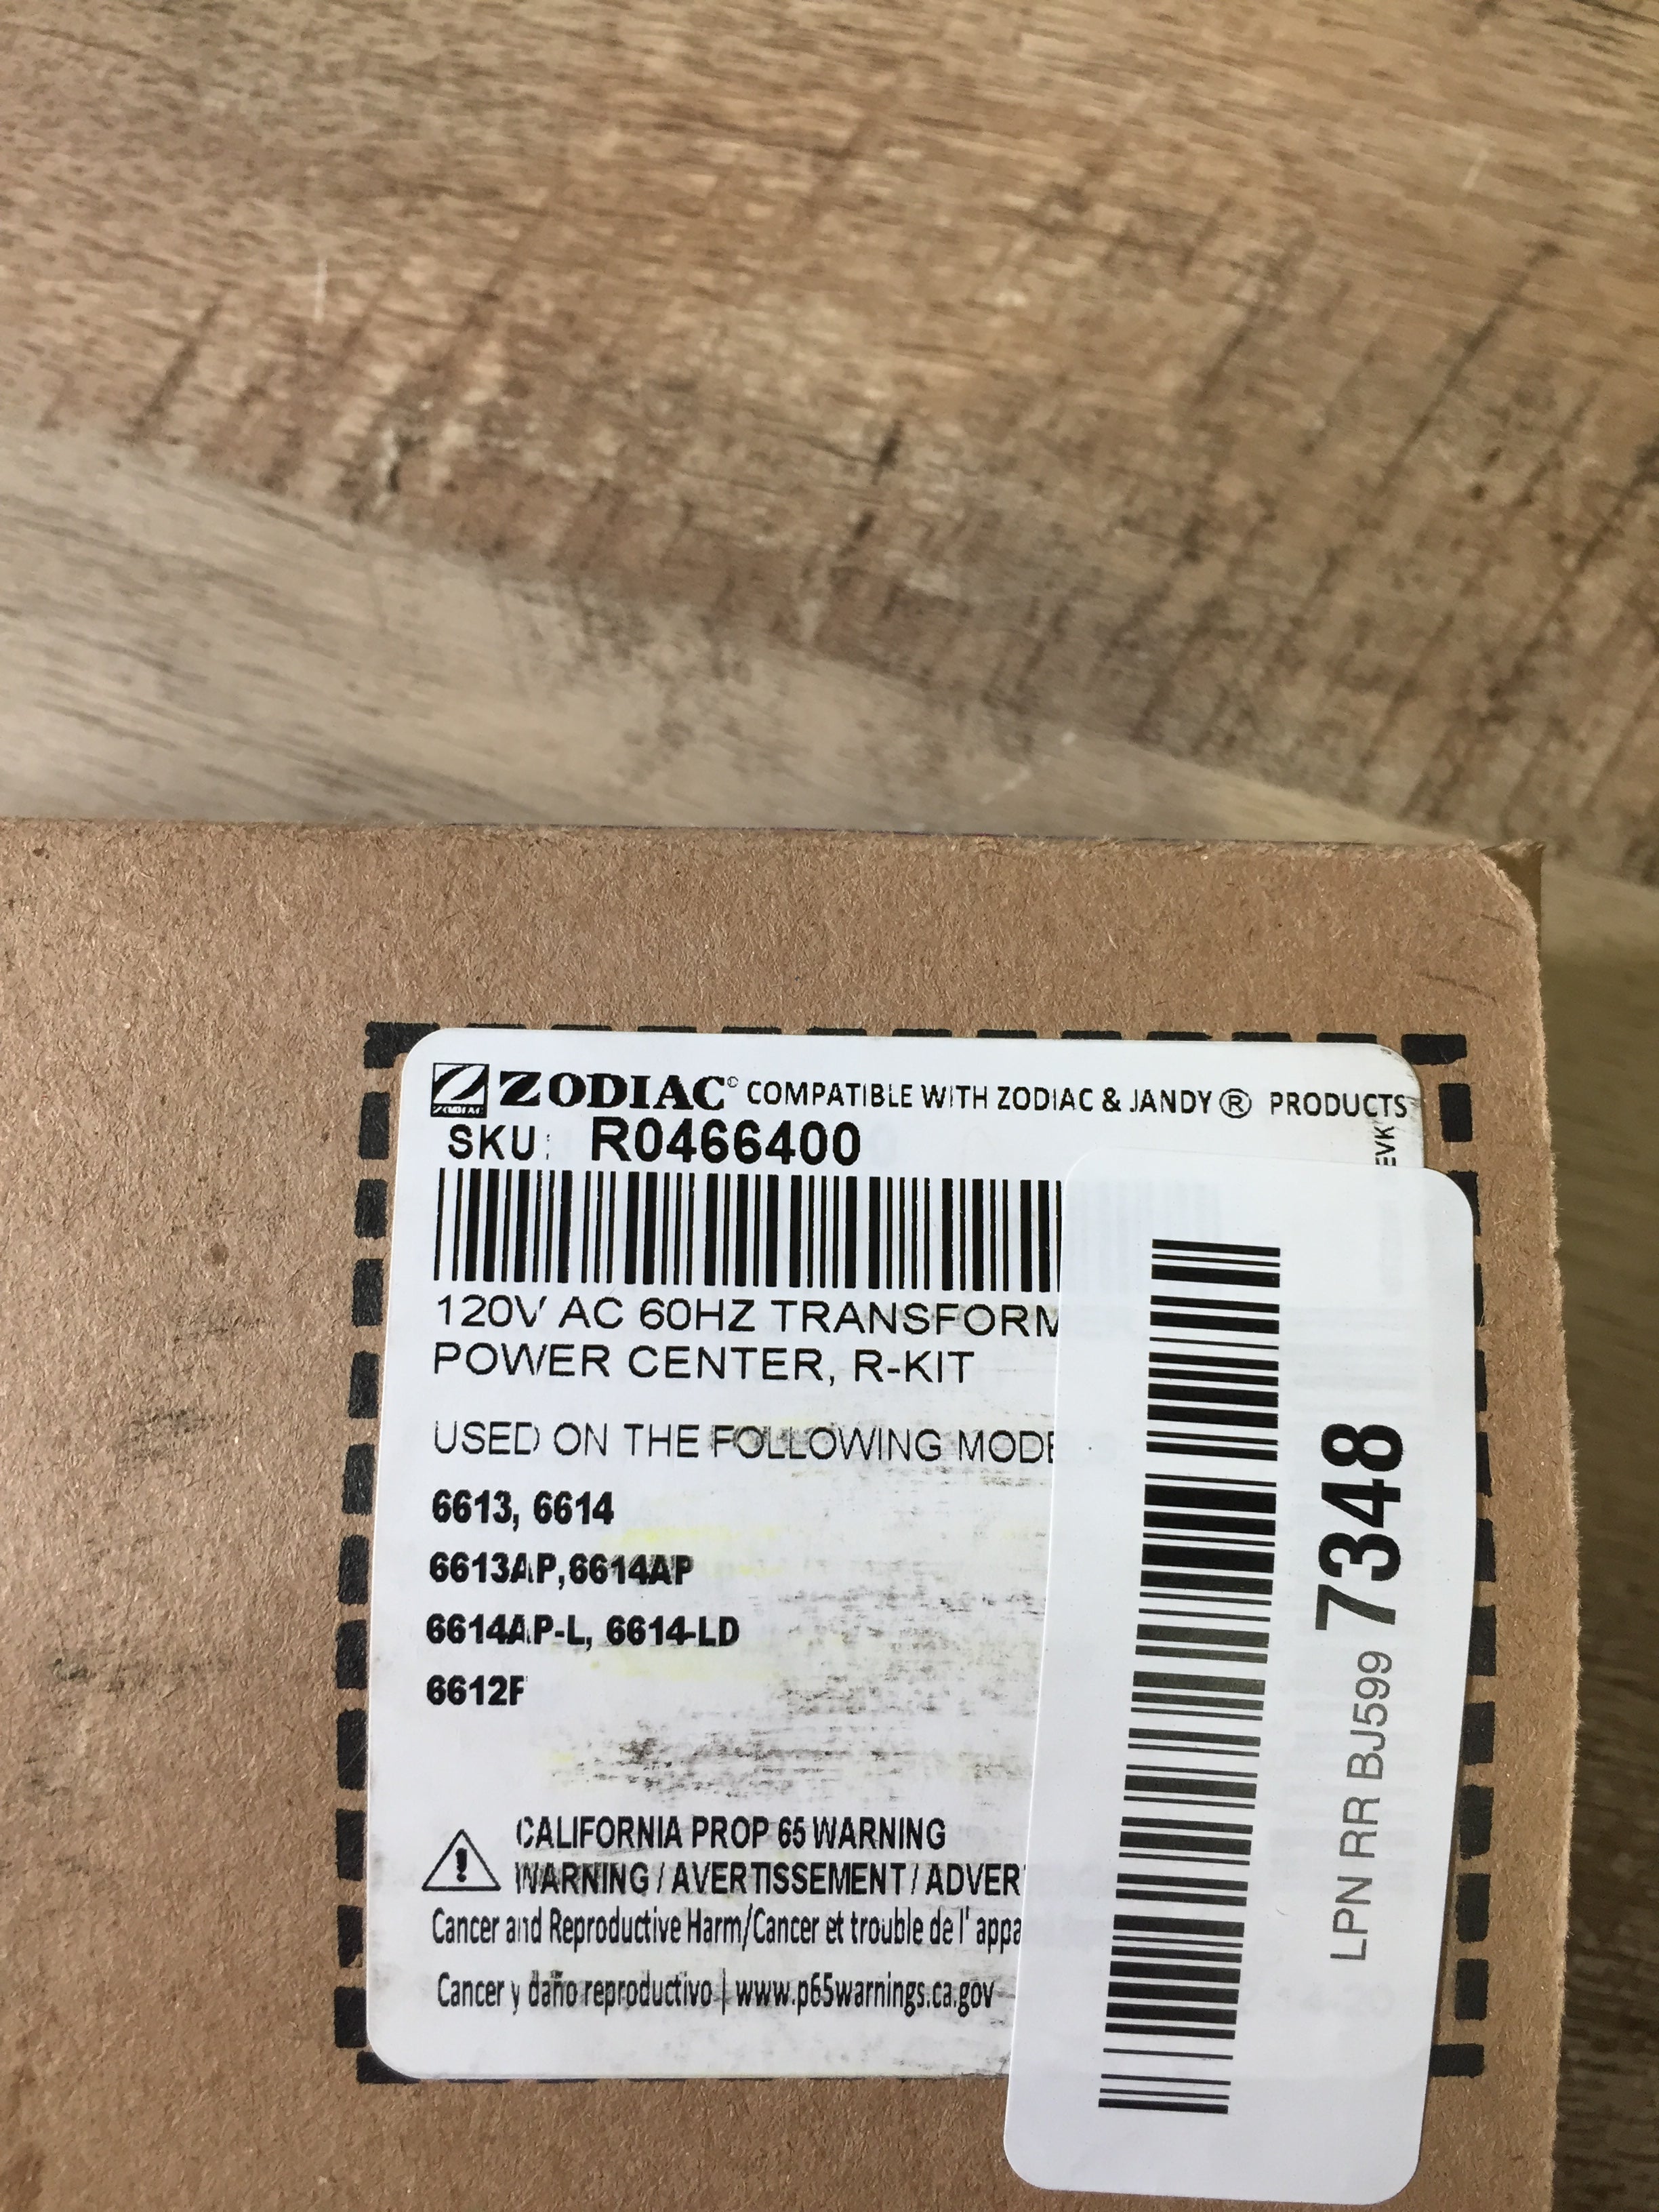 ZODIAC © COMPATIBLE WITH ZODIAC & JANDY ® PRODUCTS
SKU: R0466400
EVK
120V AC 60HZ TRANSFORM
POWER CENTER, R-KIT
USED ON THE FOLLOWING MODE
6613, 6614
6613AP,6614AP
6614AP-L, 6614-LD
6612F
CALIFORNIA PROP 65 WARNING
WARNING / AVERTISSEMENT / ADVER
Cancer and Reproductive Harm/Cancer et trouble de l' appa
Cancer y daño reproductivo | www.p65warnings.ca.gov
LPN RR BJ599 7348